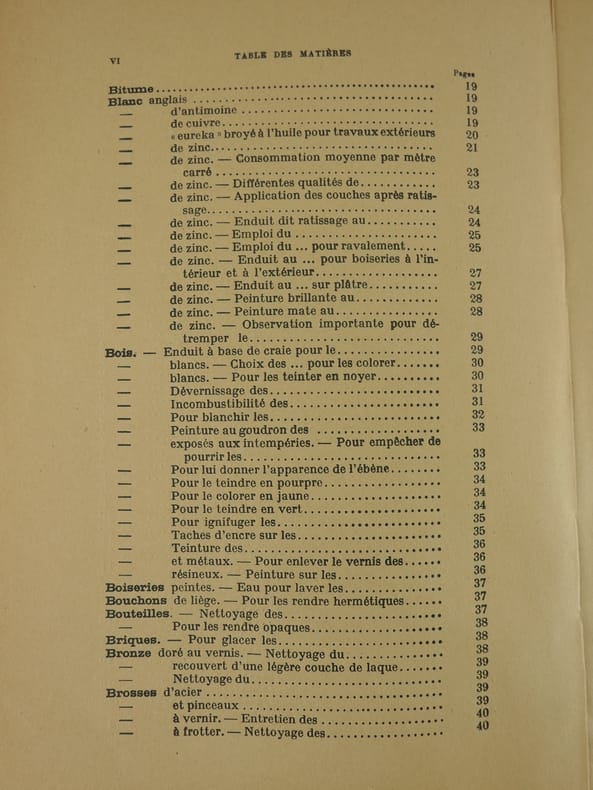 VI
TABLE DES MATIÈRES
Pages
Bitume................................................ 19
Blanc anglais ........................................ 19
— d'antimoine ................................ 19
— de cuivre................................... 19
— « eureka » broyé à l'huile pour travaux extérieurs 20
— de zinc..................................... 21
— de zinc. — Consommation moyenne par mètre
carré ..................................... 23
— de zinc. — Différentes qualités de............ 23
— de zinc. — Application des couches après ratis-
sage...................................... 24
— de zinc. — Enduit dit ratissage au........... 24
— de zinc. — Emploi du ........................ 25
— de zinc. — Emploi du ... pour ravalement..... 25
— de zinc. — Enduit au ... pour boiseries à l'in-
térieur et à l'extérieur................... 27
— de zinc. — Enduit au ... sur plâtre........... 27
— de zinc. — Peinture brillante au............. 28
— de zinc. — Peinture mate au.................. 28
— de zinc. — Observation importante pour dé-
tremper le................................ 29
Bois. — Enduit à base de craie pour le................ 29
— blancs. — Choix des ... pour les colorer....... 30
— blancs. — Pour les teinter en noyer.......... 30
— Dévernissage des............................. 31
— Incombustibilité des.......................... 31
— Pour blanchir les............................. 32
— Peinture au goudron des ..................... 33
— exposés aux intempéries. — Pour empêcher de
pourrir les................................ 33
— Pour lui donner l'apparence de l'ébène........ 33
— Pour le teindre en pourpre.................... 34
— Pour le colorer en jaune...................... 34
— Pour le teindre en vert....................... 34
— Pour ignifuger les............................ 35
— Taches d'encre sur les........................ 35
— Teinture des................................. 36
— et métaux. — Pour enlever le vernis des...... 36
— résineux. — Peinture sur les................. 36
Boiseries peintes. — Eau pour laver les............... 37
Bouchons de liège. — Pour les rendre hermétiques...... 37
Bouteilles. — Nettoyage des........................... 37
— Pour les rendre opaques...................... 38
Briques. — Pour glacer les............................ 38
Bronze doré au vernis. — Nettoyage du................. 38
— recouvert d'une légère couche de laque....... 39
— Nettoyage du................................. 39
Brosses d'acier ...................................... 39
— et pinceaux ................................. 39
— à vernir. — Entretien des ................... 40
— à frotter. — Nettoyage des................... 40